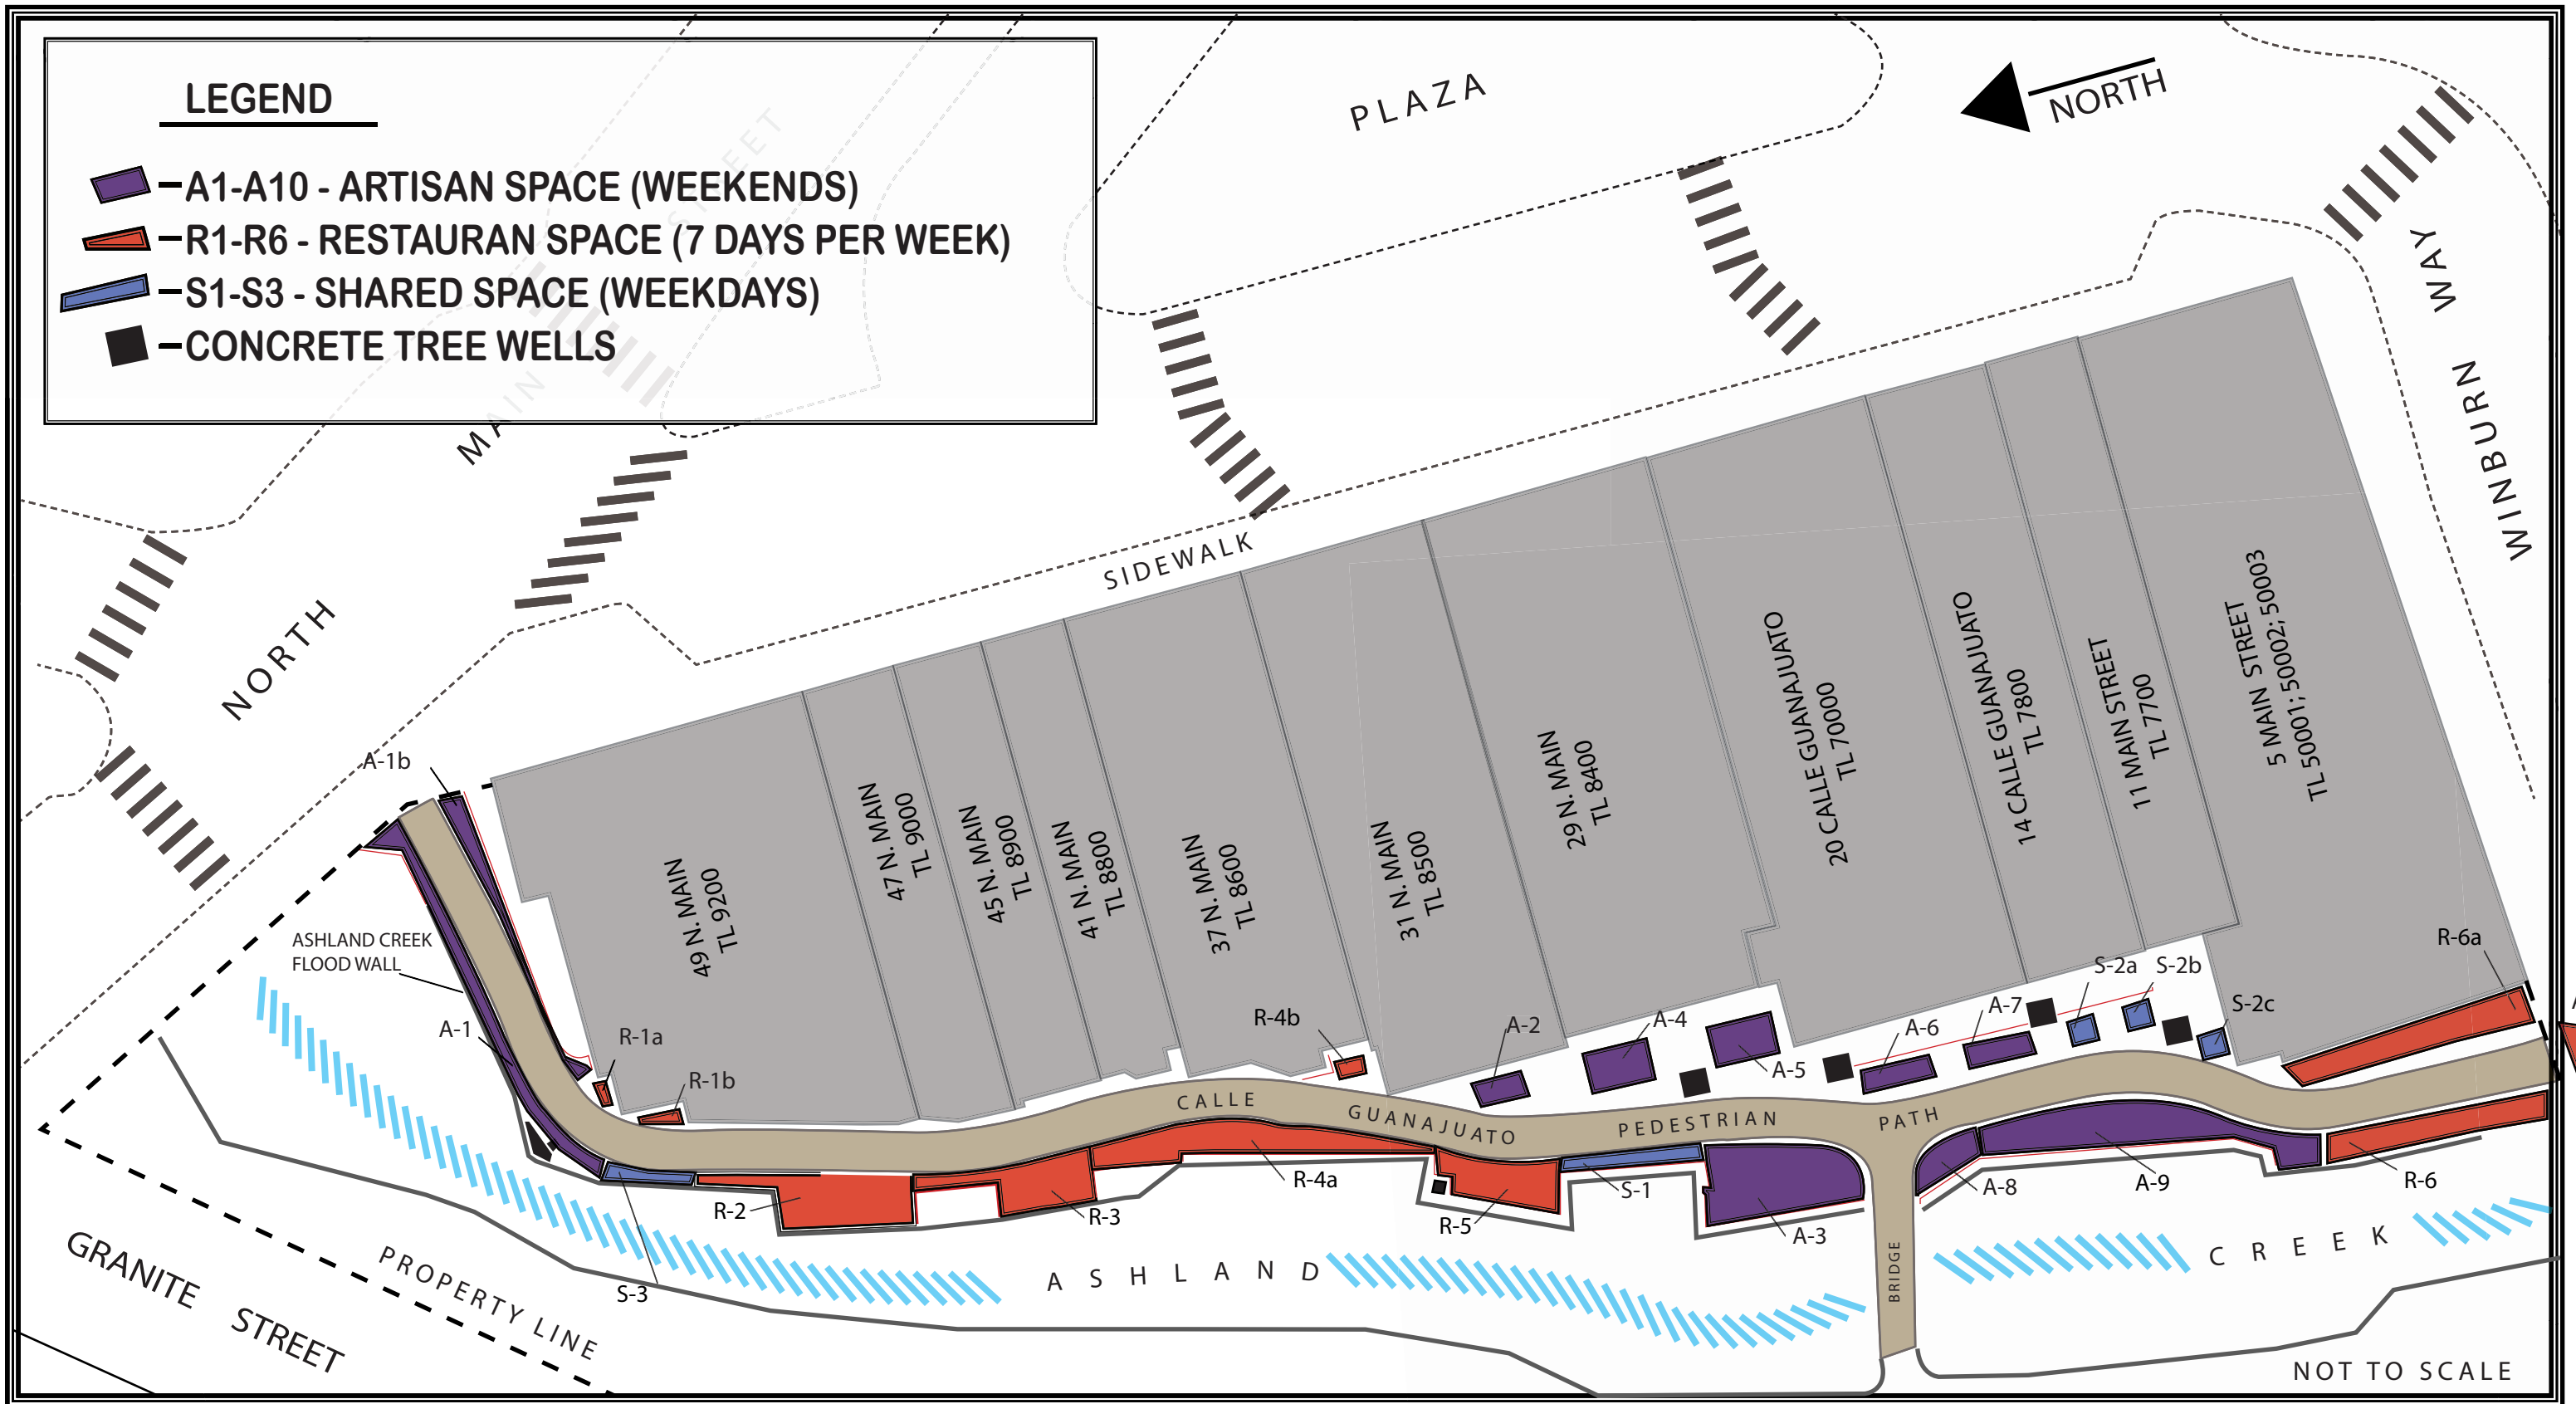 LEGEND
A1-A10 - ARTISAN SPACE (WEEKENDS)
R1-R6 - RESTAURAN SPACE (7 DAYS PER WEEK)
S1-S3 - SHARED SPACE (WEEKDAYS)
CONCRETE TREE WELLS
PLAZA
NORTH
WINBURN WAY
MAIN STREET
NORTH
SIDEWALK
49 N. MAIN
TL 9200
47 N. MAIN
TL 9000
45 N. MAIN
TL 8900
41 N. MAIN
TL 8800
37 N. MAIN
TL 8600
31 N. MAIN
TL 8500
29 N. MAIN
TL 8400
20 CALLE GUANAJUATO
TL 70000
14 CALLE GUANAJUATO
TL 7800
11 MAIN STREET
TL 7700
5 MAIN STREET
TL 50001; 50002; 50003
A-1b
ASHLAND CREEK
FLOOD WALL
A-1
R-1a
R-1b
R-4b
A-2
A-4
A-5
A-6
A-7
S-2a
S-2b
S-2c
R-6a
CALLE GUANAJUATO PEDESTRIAN PATH
S-3
R-2
R-3
R-4a
R-5
S-1
A-3
A-8
A-9
R-6
BRIDGE
ASHLAND CREEK
PROPERTY LINE
GRANITE STREET
NOT TO SCALE